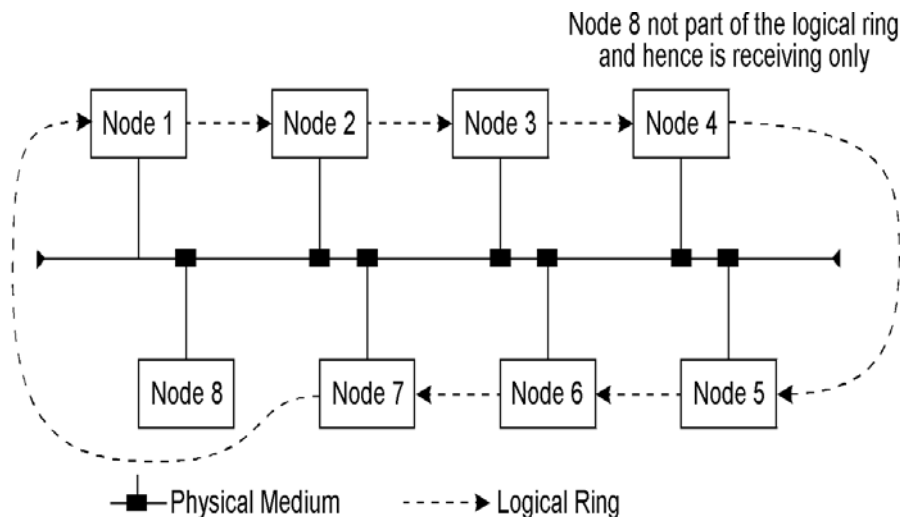 Node 8 not part of the logical ring
and hence is receiving only
Node 1
Node 2
Node 3
Node 4
Node 8
Node 7
Node 6
Node 5
Physical Medium
Logical Ring